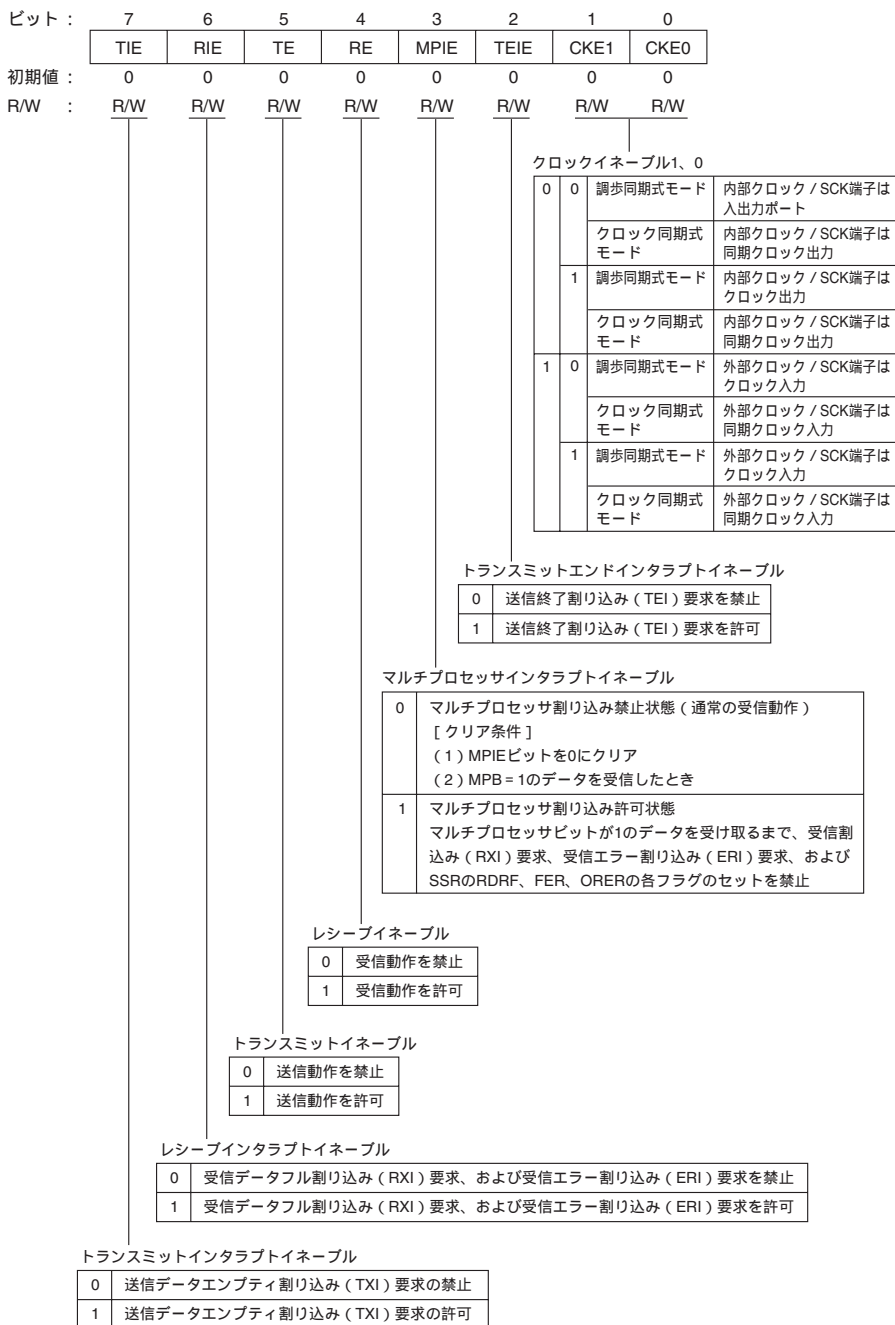 ビット： 7 6 5 4 3 2 1 0
TIE RIE TE RE MPIE TEIE CKE1 CKE0
初期値： 0 0 0 0 0 0 0 0
R/W ： R/W R/W R/W R/W R/W R/W R/W R/W
クロックイネーブル1、0
0 0 調歩同期式モード 内部クロック / SCK端子は
入出力ポート
クロック同期式 内部クロック / SCK端子は
モード 同期クロック出力
1 調歩同期式モード 内部クロック / SCK端子は
クロック出力
クロック同期式 内部クロック / SCK端子は
モード 同期クロック出力
1 0 調歩同期式モード 外部クロック / SCK端子は
クロック入力
クロック同期式 外部クロック / SCK端子は
モード 同期クロック入力
1 調歩同期式モード 外部クロック / SCK端子は
クロック入力
クロック同期式 外部クロック / SCK端子は
モード 同期クロック入力
トランスミットエンドインタラプトイネーブル
0 送信終了割り込み（TEI）要求を禁止
1 送信終了割り込み（TEI）要求を許可
マルチプロセッサインタラプトイネーブル
0 マルチプロセッサ割り込み禁止状態（通常の受信動作）
［クリア条件］
（1）MPIEビットを0にクリア
（2）MPB = 1のデータを受信したとき
1 マルチプロセッサ割り込み許可状態
マルチプロセッサビットが1のデータを受け取るまで、受信割
込み（RXI）要求、受信エラー割り込み（ERI）要求、および
SSRのRDRF、FER、ORERの各フラグのセットを禁止
レシーブイネーブル
0 受信動作を禁止
1 受信動作を許可
トランスミットイネーブル
0 送信動作を禁止
1 送信動作を許可
レシーブインタラプトイネーブル
0 受信データフル割り込み（RXI）要求、および受信エラー割り込み（ERI）要求を禁止
1 受信データフル割り込み（RXI）要求、および受信エラー割り込み（ERI）要求を許可
トランスミットインタラプトイネーブル
0 送信データエンプティ割り込み（TXI）要求の禁止
1 送信データエンプティ割り込み（TXI）要求の許可